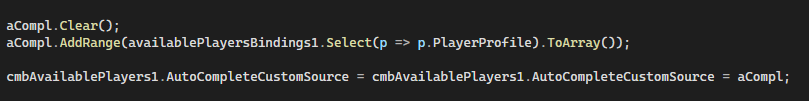 aCompl.Clear();
aCompl.AddRange(availablePlayersBindings1.Select(p => p.PlayerProfile).ToArray());
cmbAvailablePlayers1.AutoCompleteCustomSource = cmbAvailablePlayers1.AutoCompleteCustomSource = aCompl;